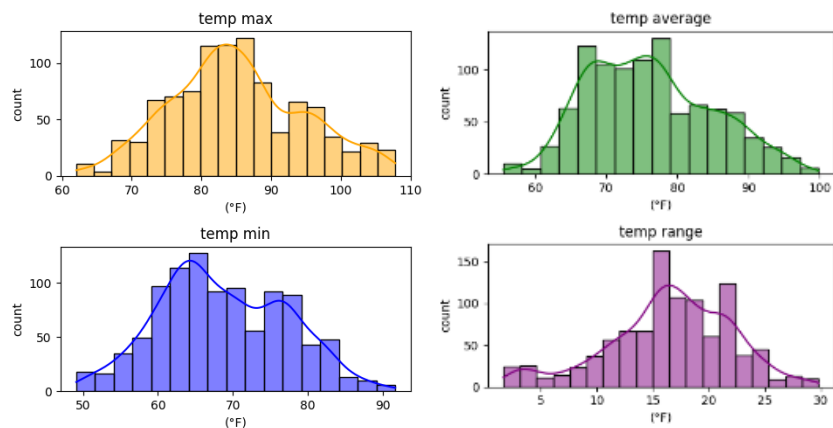 temp max
count
100
50
0
60 70 80 90 100 110
(°F)
temp average
count
100
50
0
60 70 80 90 100
(°F)
temp min
count
100
50
0
50 60 70 80 90
(°F)
temp range
count
150
100
50
0
5 10 15 20 25 30
(°F)